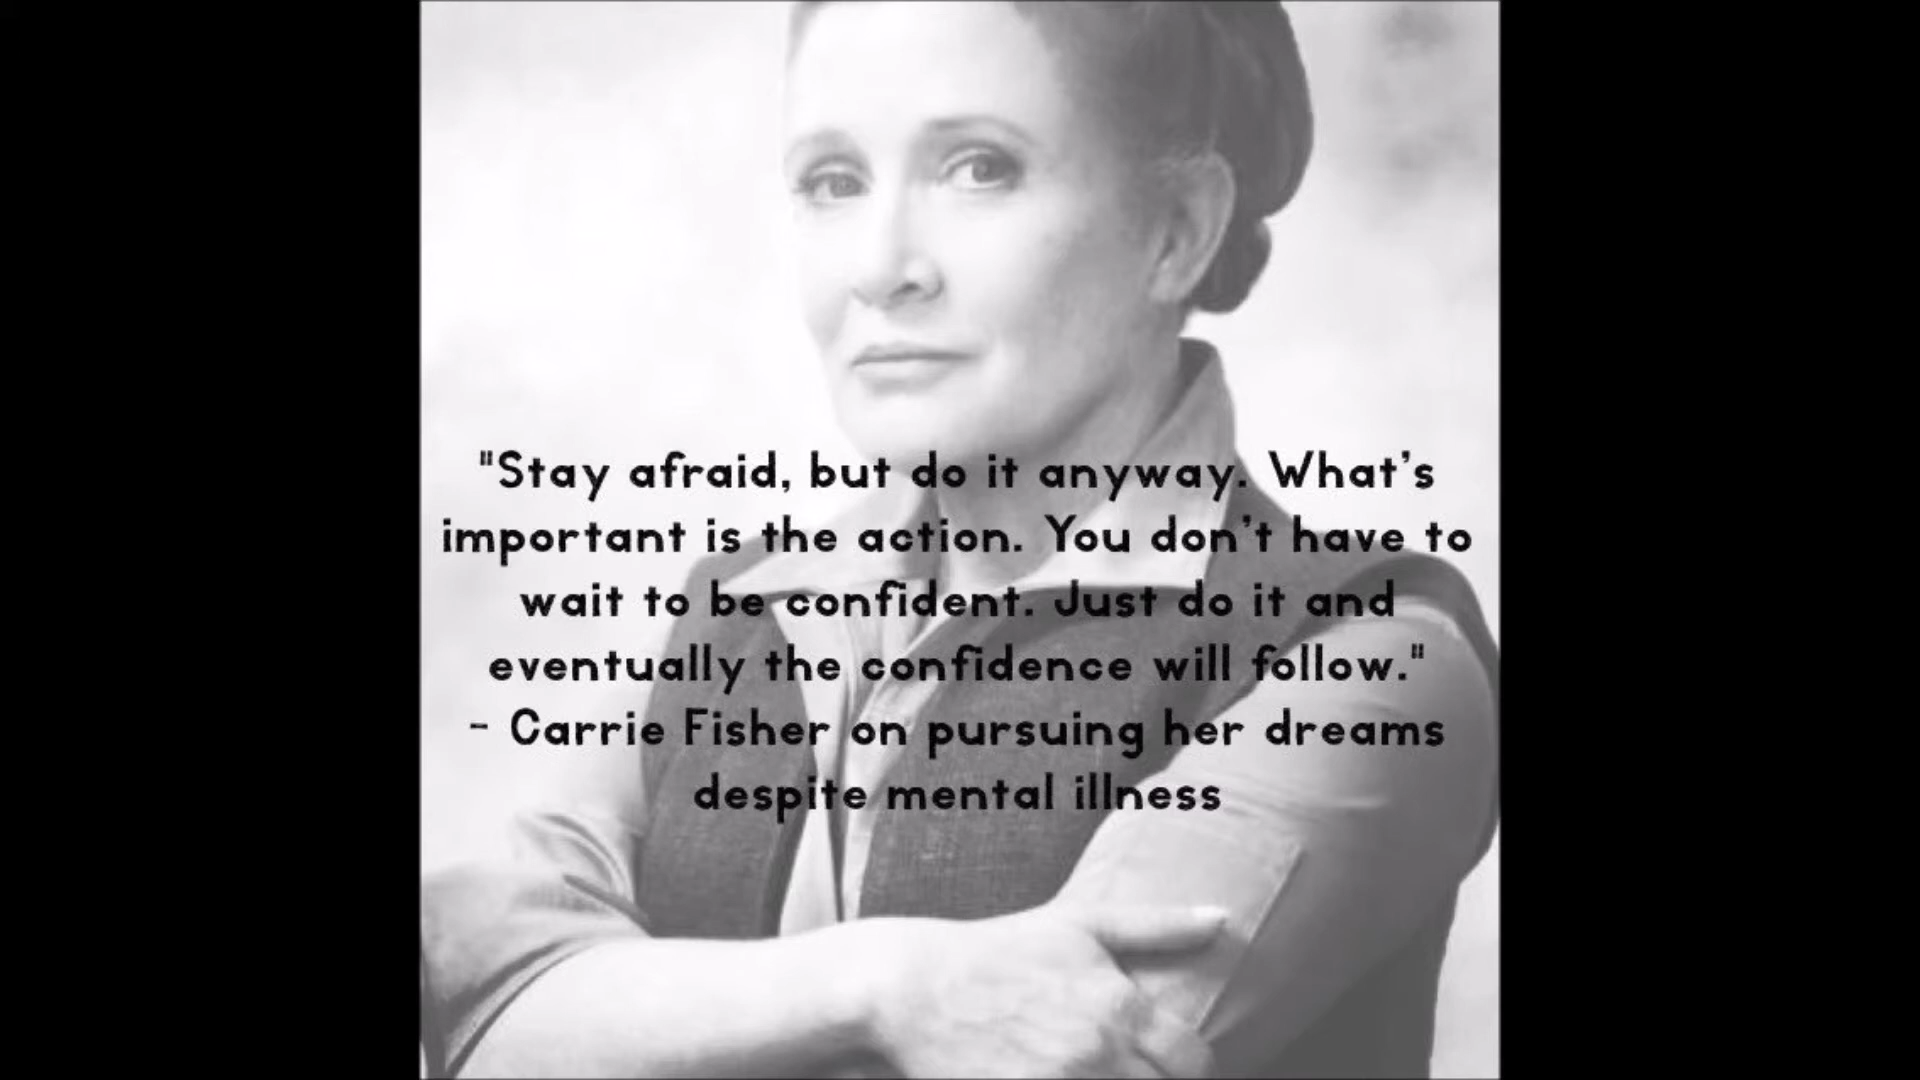 "Stay afraid, but do it anyway. What's
important is the action. You don't have to
wait to be confident. Just do it and
eventually the confidence will follow."
- Carrie Fisher on pursuing her dreams
despite mental illness